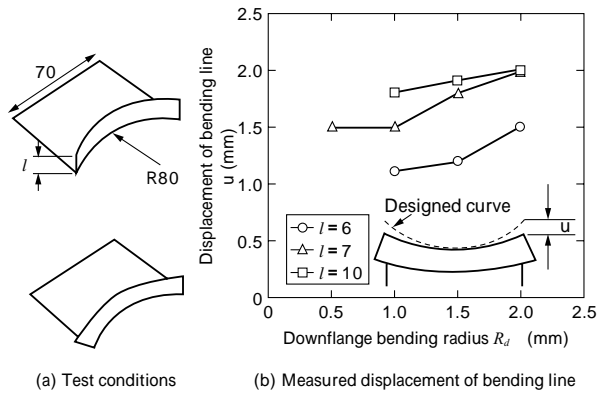 70
l
R80
(a) Test conditions
Displacement of bending line
u (mm)
2.5
2.0
1.5
1.0
0.5
0
Designed curve
u
l = 6
l = 7
l = 10
0 0.5 1.0 1.5 2.0 2.5
Downflange bending radius R_d (mm)
(b) Measured displacement of bending line